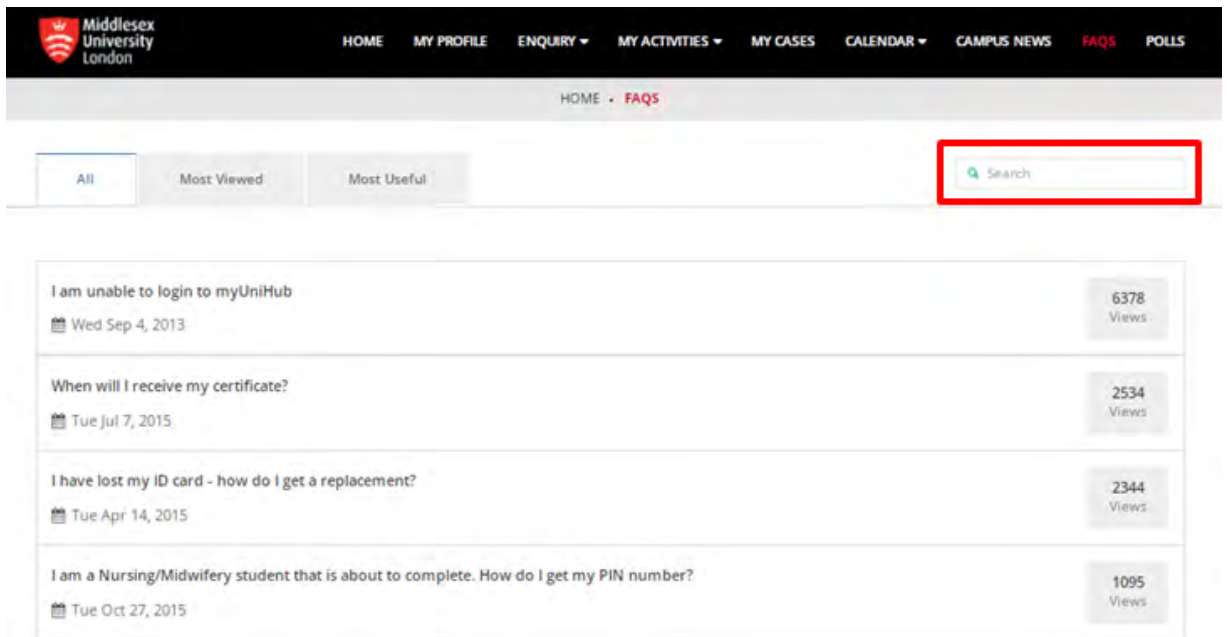 Middlesex
University
London
HOME MY PROFILE ENQUIRY MY ACTIVITIES MY CASES CALENDAR CAMPUS NEWS FAQS POLLS
HOME • FAQS
All Most Viewed Most Useful Search
I am unable to login to myUniHub
Wed Sep 4, 2013
6378
Views
When will I receive my certificate?
Tue Jul 7, 2015
2534
Views
I have lost my ID card - how do I get a replacement?
Tue Apr 14, 2015
2344
Views
I am a Nursing/Midwifery student that is about to complete. How do I get my PIN number?
Tue Oct 27, 2015
1095
Views